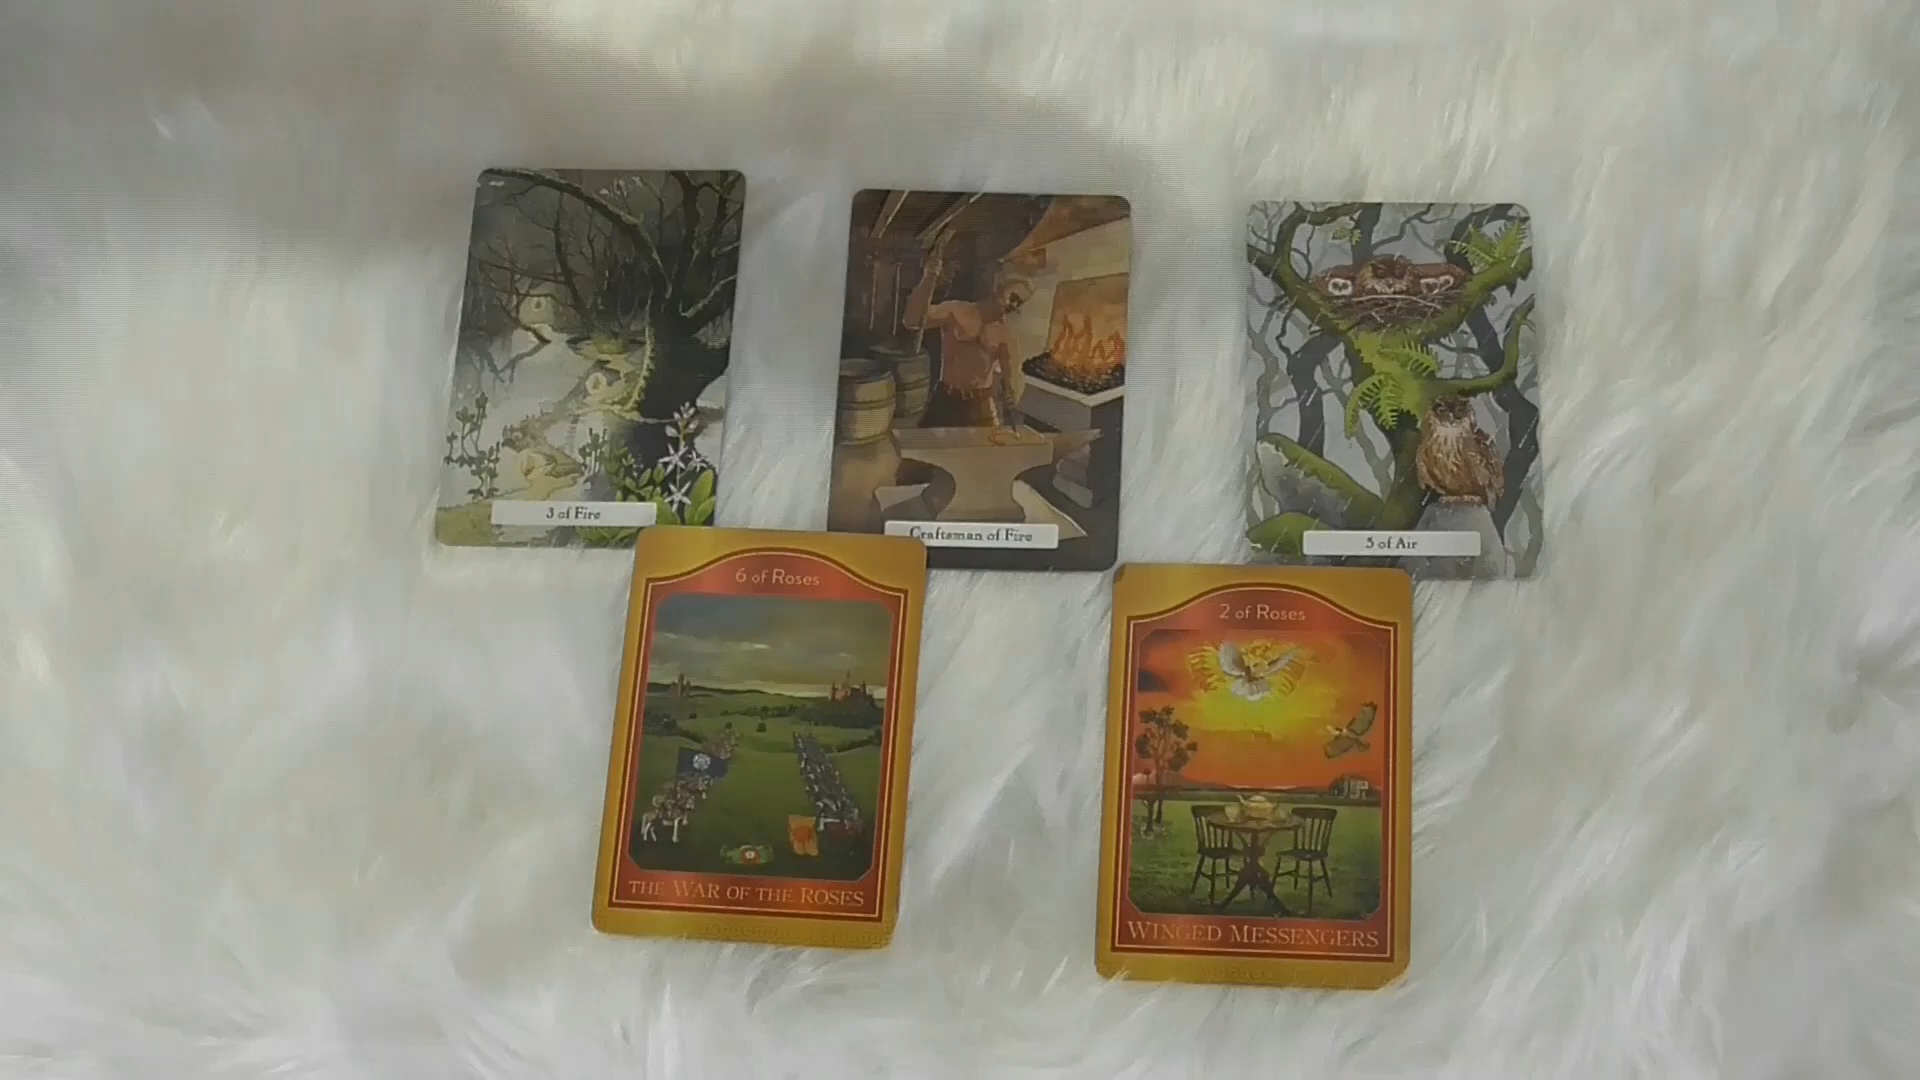 3 of Fire
Craftsman of Fire
5 of Air
6 of Roses
THE WAR OF THE ROSES
2 of Roses
WINGED MESSENGERS